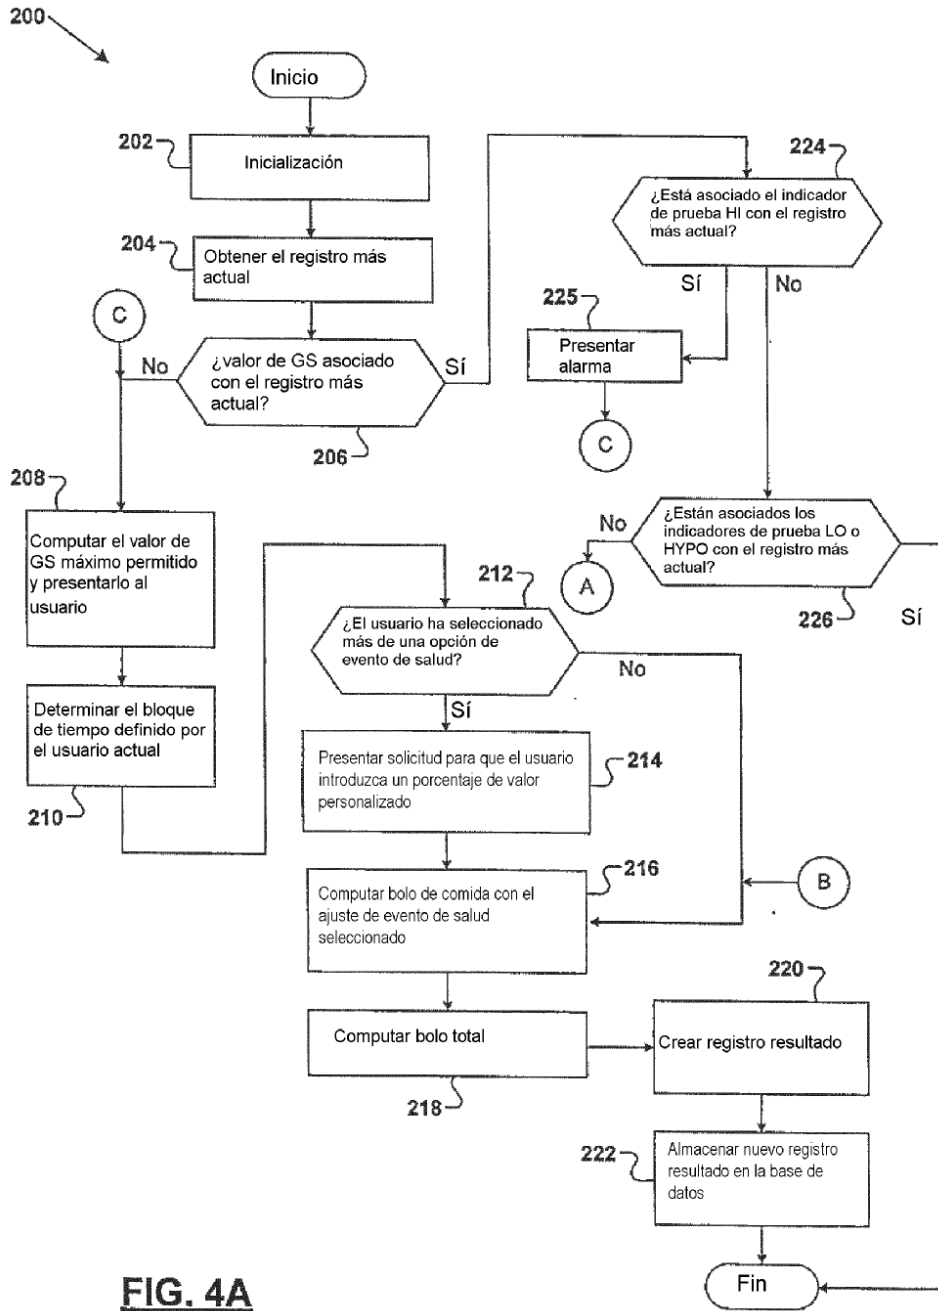 200
Inicio
202
Inicialización
224
¿Está asociado el indicador
de prueba HI con el registro
más actual?
204
Obtener el registro más
actual
Sí
No
225
Presentar
alarma
C
C
No
¿valor de GS asociado
con el registro más
actual?
Sí
206
208
Computar el valor de
GS máximo permitido
y presentarlo al
usuario
No
¿Están asociados los
indicadores de prueba LO o
HYPO con el registro más
actual?
A
226
Sí
212
¿El usuario ha seleccionado
más de una opción de
evento de salud?
No
Sí
Determinar el bloque
de tiempo definido por
el usuario actual
210
Presentar solicitud para que el usuario
introduzca un porcentaje de valor
personalizado
214
216
Computar bolo de comida con el
ajuste de evento de salud
seleccionado
B
220
Computar bolo total
218
Crear registro resultado
222
Almacenar nuevo registro
resultado en la base de
datos
Fin
FIG. 4A